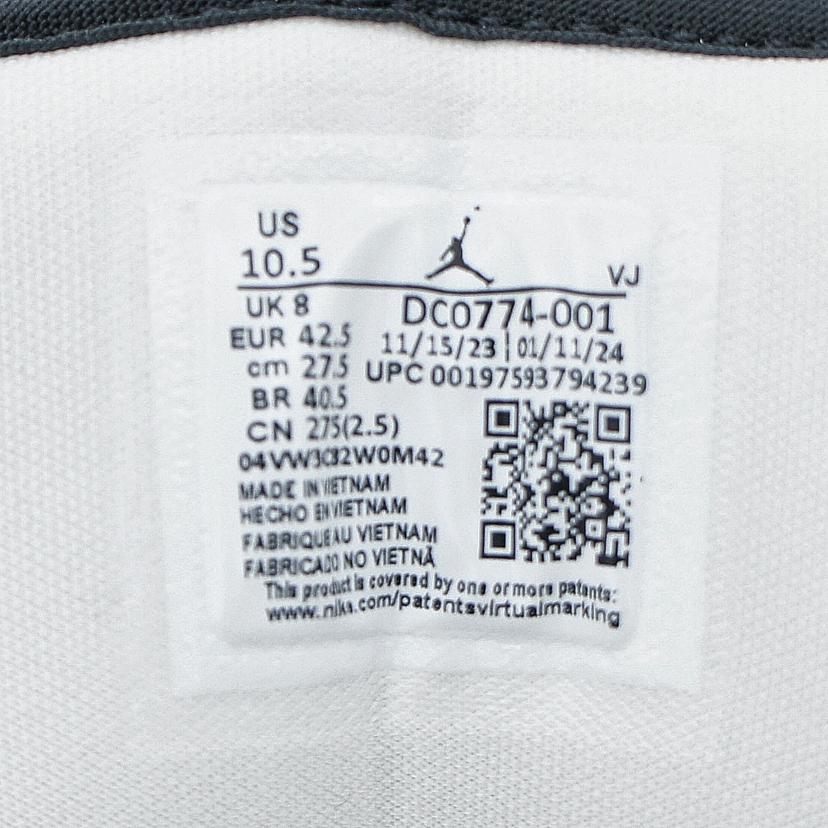 US
10.5
VJ
UK 8
DC0774-001
EUR 42.5
11/15/23 | 01/11/24
cm 27.5
UPC 00197593794239
BR 40.5
CN 275(2.5)
MADE IN VIETNAM
HECHO EN VIETNAM
FABRIQUE AU VIETNAM
FABRICADO NO VIETNÃ
This product is covered by one or more patents:
www.nike.com/patentsvirtualmarking